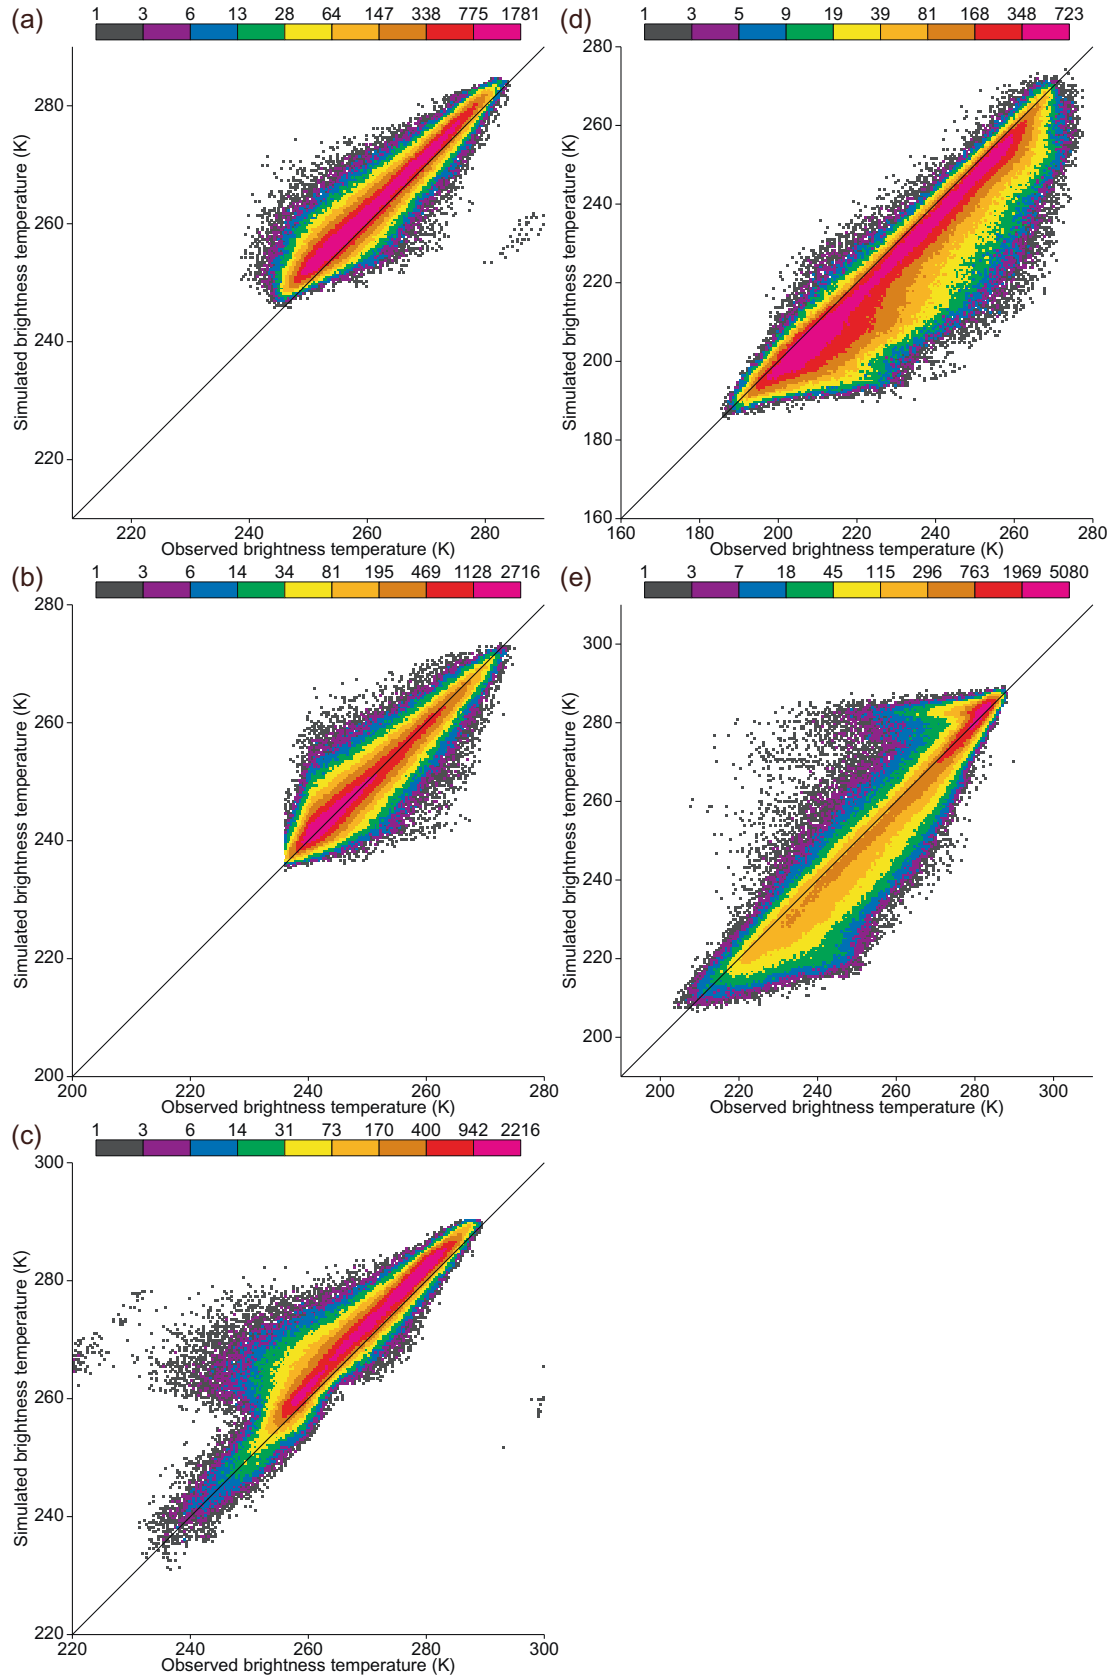 (a)
1 3 6 13 28 64 147 338 775 1781
280
260
240
220
Simulated brightness temperature (K)
220 240 260 280
Observed brightness temperature (K)
(d)
1 3 5 9 19 39 81 168 348 723
280
260
240
220
200
180
160
Simulated brightness temperature (K)
160 180 200 220 240 260 280
Observed brightness temperature (K)
(b)
1 3 6 14 34 81 195 469 1128 2716
280
260
240
220
200
Simulated brightness temperature (K)
200 220 240 260 280
Observed brightness temperature (K)
(e)
1 3 7 18 45 115 296 763 1969 5080
300
280
260
240
220
200
Simulated brightness temperature (K)
200 220 240 260 280 300
Observed brightness temperature (K)
(c)
1 3 6 14 31 73 170 400 942 2216
300
280
260
240
220
Simulated brightness temperature (K)
220 240 260 280 300
Observed brightness temperature (K)